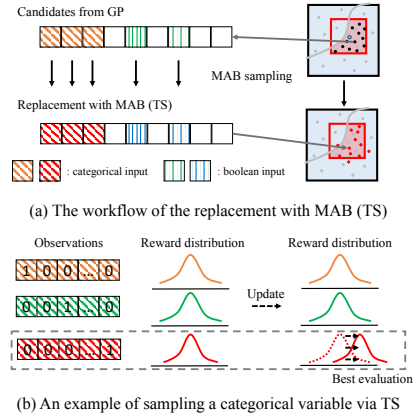 Candidates from GP
MAB sampling
Replacement with MAB (TS)
: categorical input
: boolean input
(a) The workflow of the replacement with MAB (TS)
Observations Reward distribution Reward distribution
1 0 0 ... 0
0 0 1 ... 0
Update
0 0 0 ... 1
Best evaluation
(b) An example of sampling a categorical variable via TS